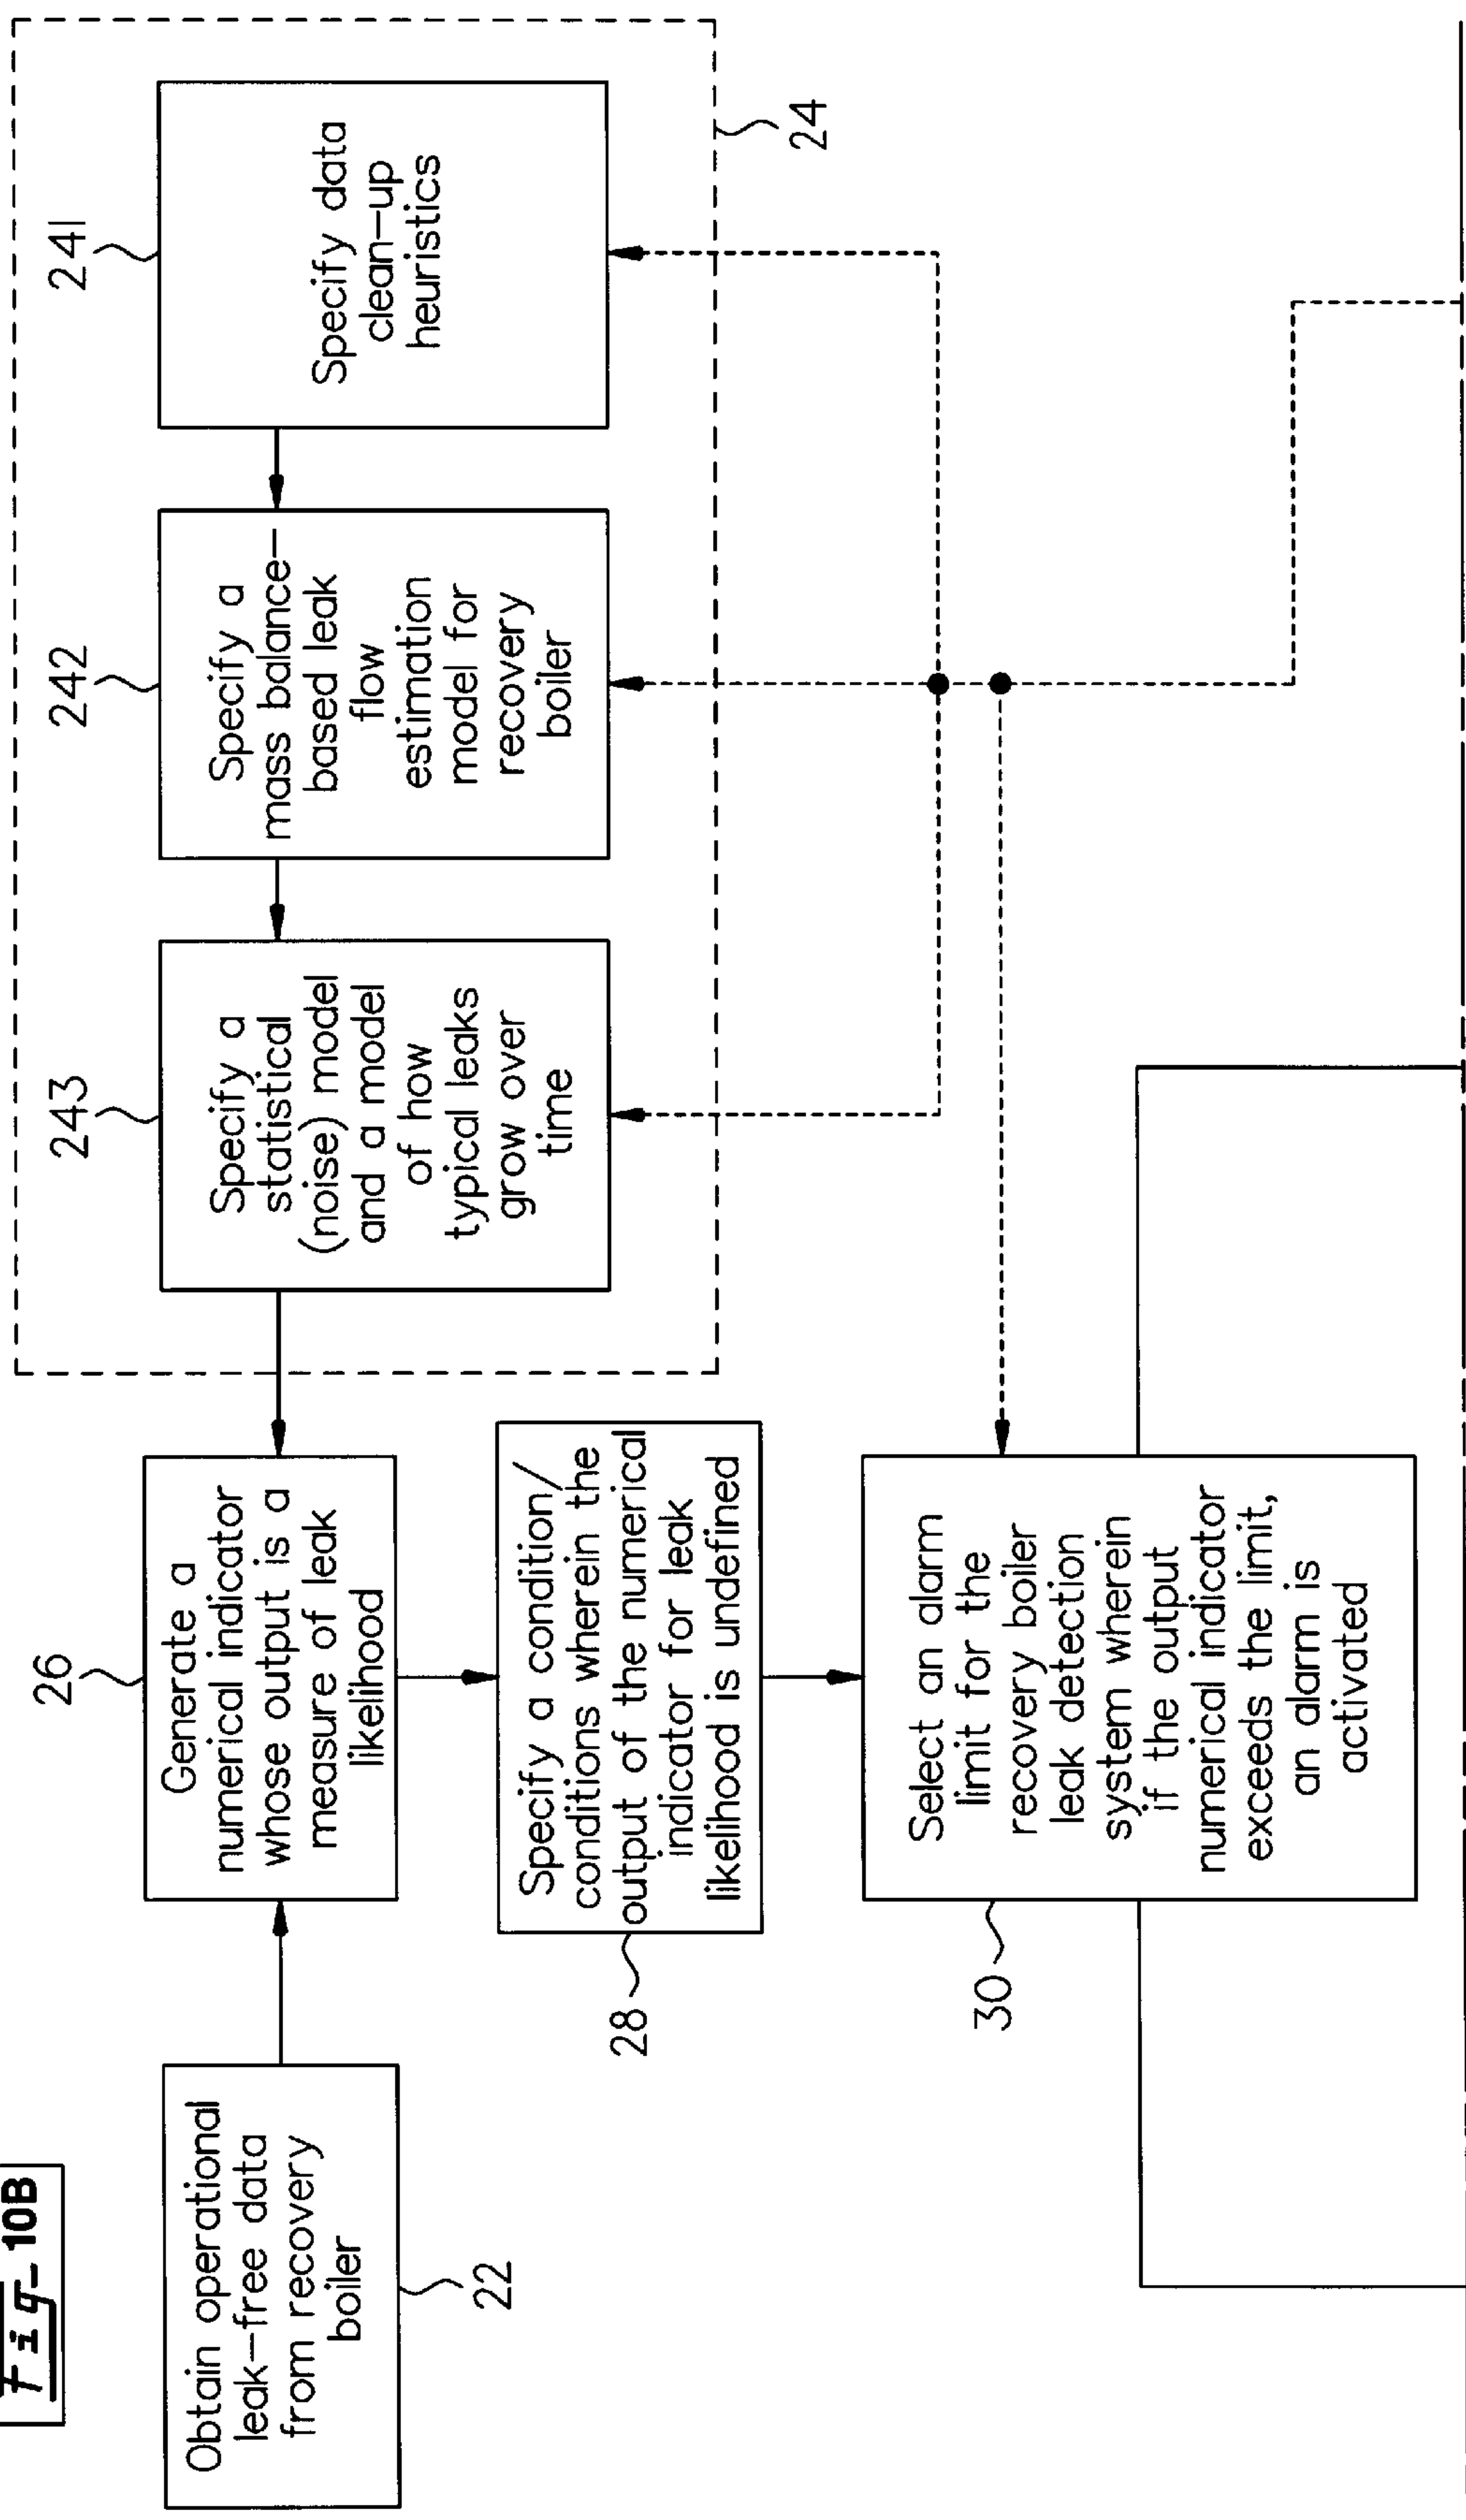 Fig-10B
Obtain operational
leak-free data
from recovery
boiler
22
26
Generate a
numerical indicator
whose output is a
measure of leak
likelihood
243
Specify a
statistical
(noise) model
and a model
of how
typical leaks
grow over
time
242
Specify a
mass balance-
based leak
flow
estimation
model for
recovery
boiler
241
Specify data
clean-up
heuristics
24
28
Specify a condition/
conditions wherein the
output of the numerical
indicator for leak
likelihood is undefined
30
Select an alarm
limit for the
recovery boiler
leak detection
system wherein
if the output
numerical indicator
exceeds the limit,
an alarm is
activated